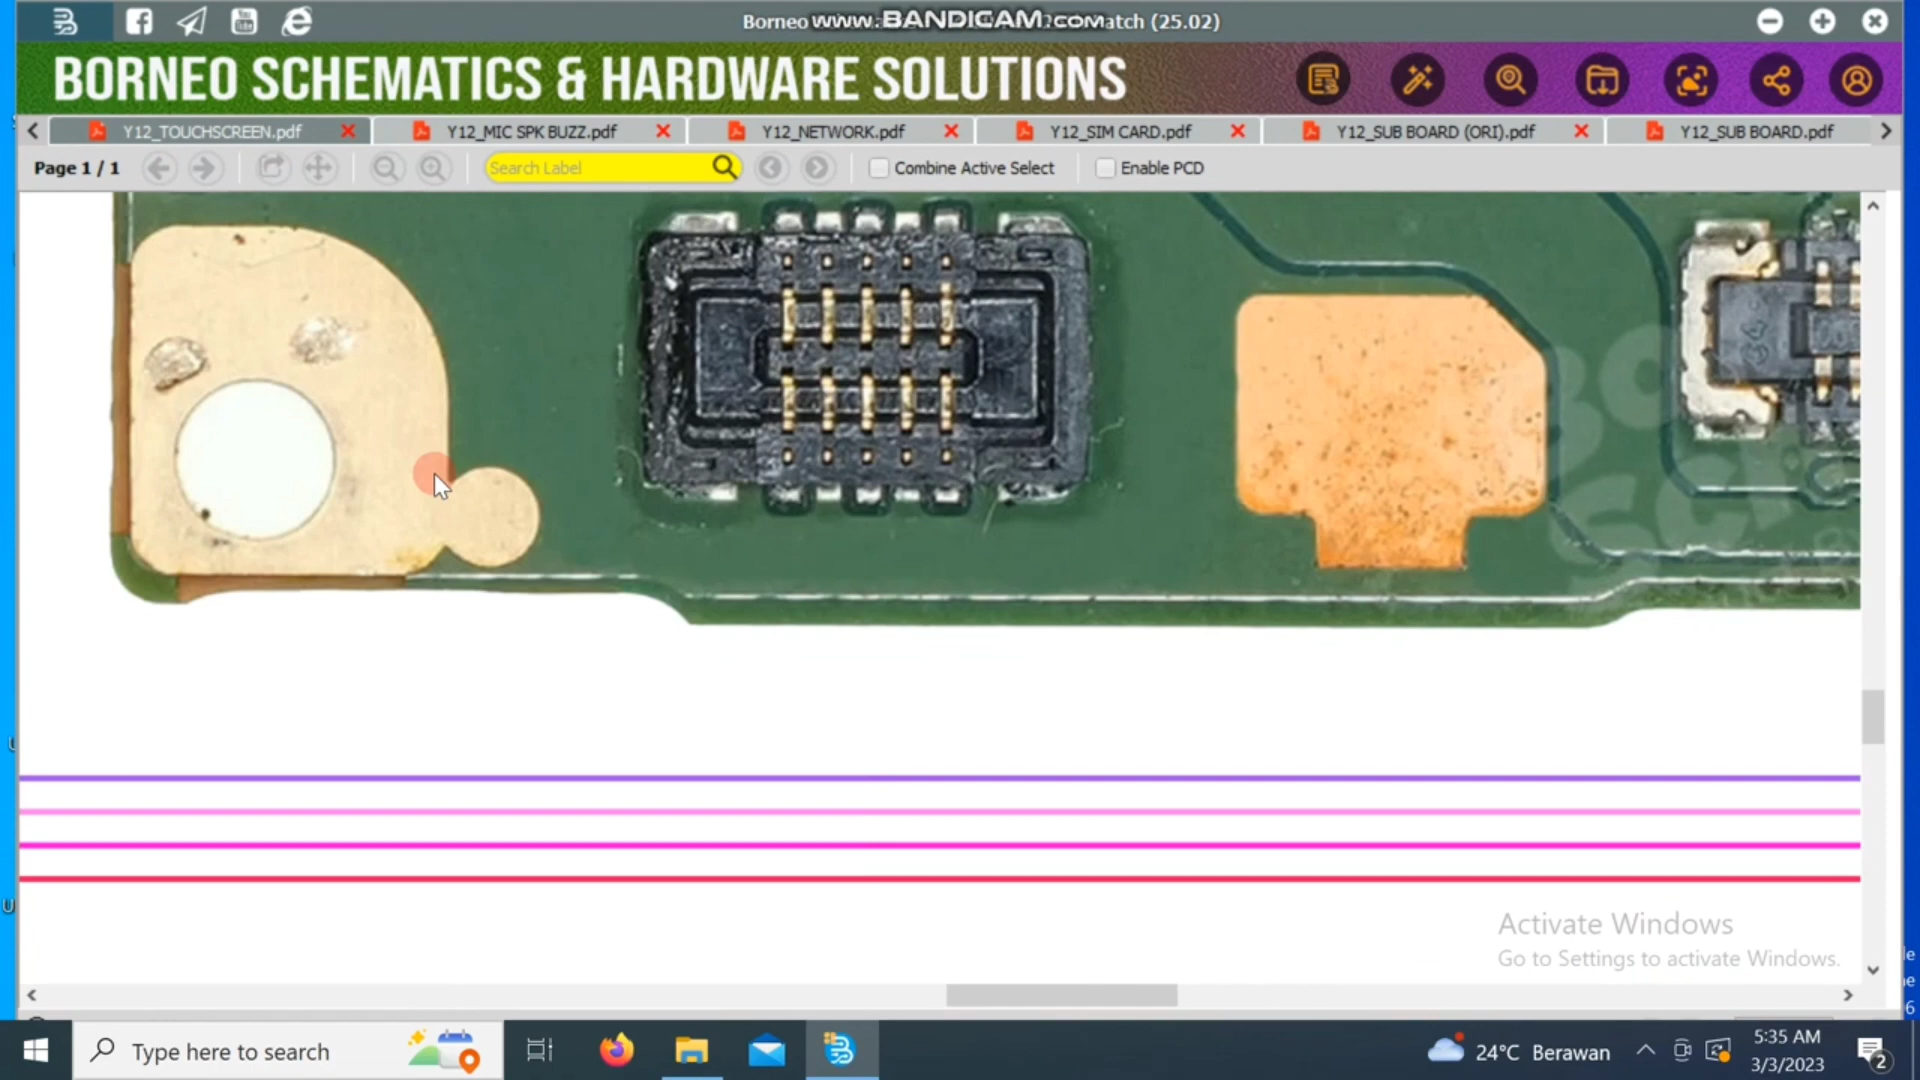 Borneo
www.BANDICAM.com
atch (25.02)
BORNEO SCHEMATICS & HARDWARE SOLUTIONS
Y12_TOUCHSCREEN.pdf
Y12_MIC SPK BUZZ.pdf
Y12_NETWORK.pdf
Y12_SIM CARD.pdf
Y12_SUB BOARD (ORI).pdf
Y12_SUB BOARD.pdf
Page 1 / 1
Search Label
Combine Active Select
Enable PCD
Activate Windows
Go to Settings to activate Windows.
Type here to search
24°C Berawan
5:35 AM
3/3/2023
2